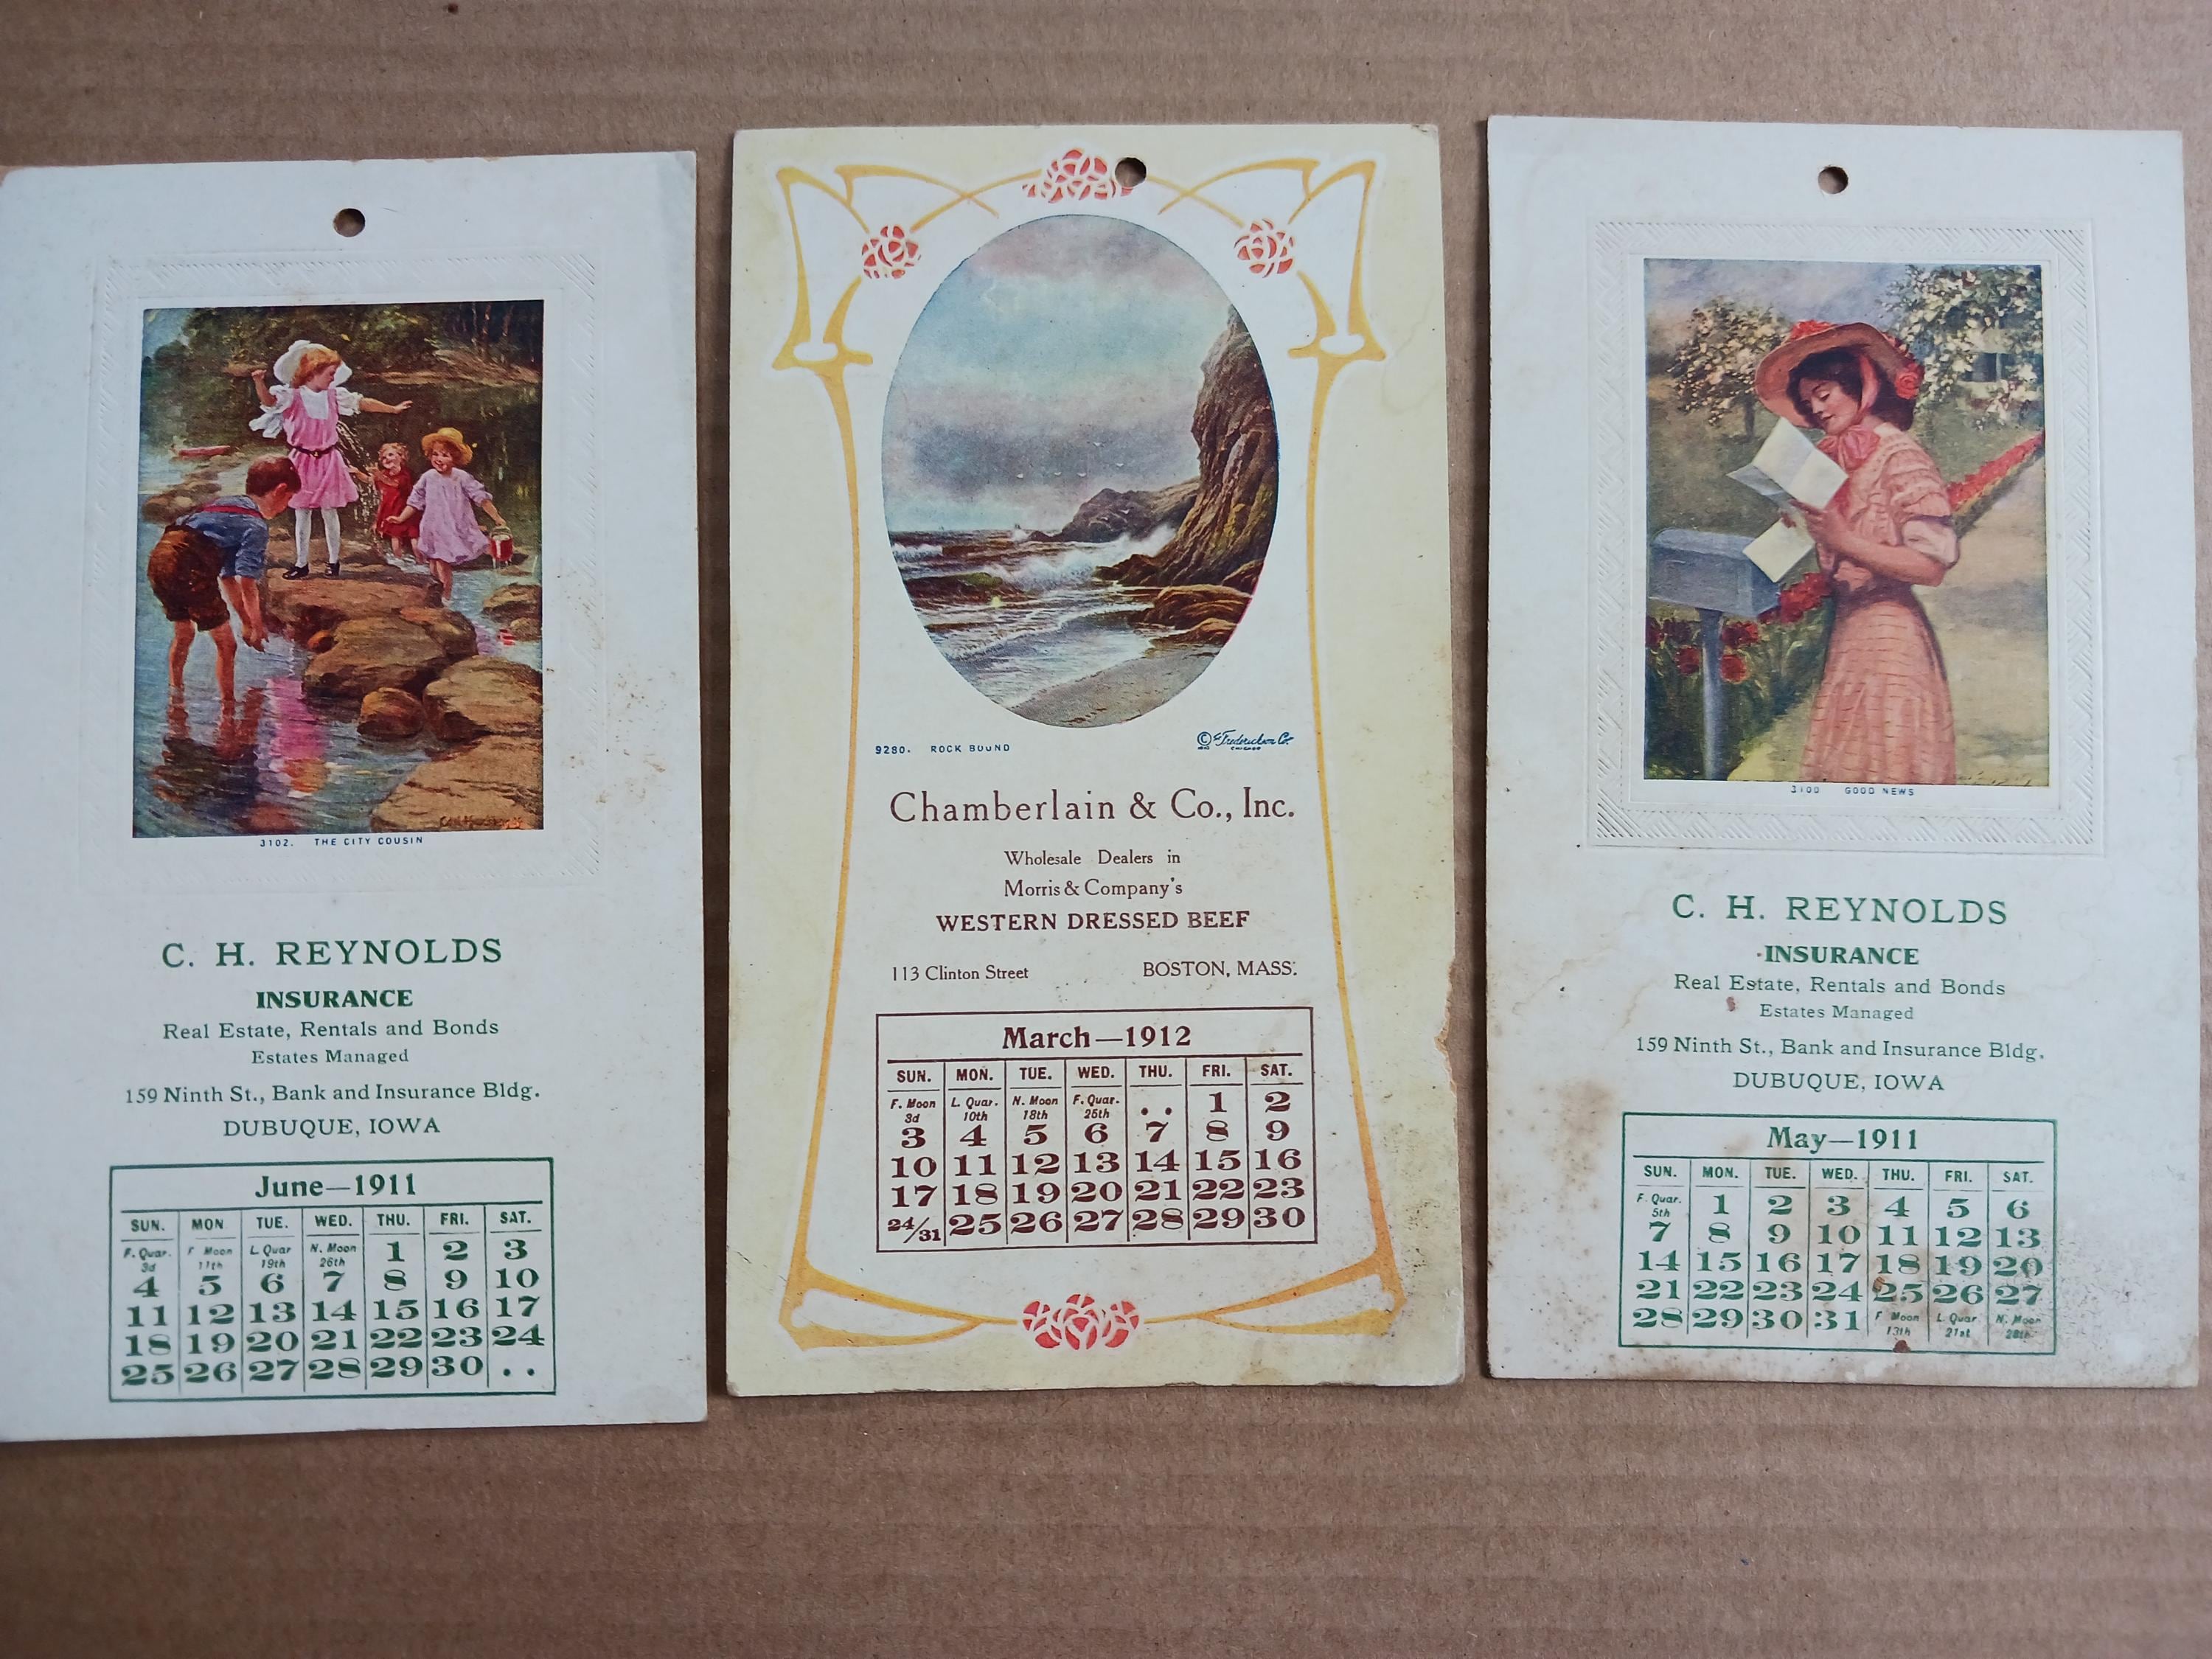 3102. THE CITY COUSIN
C. H. REYNOLDS
INSURANCE
Real Estate, Rentals and Bonds
Estates Managed
159 Ninth St., Bank and Insurance Bldg.
DUBUQUE, IOWA
June—1911
SUN. MON TUE. WED. THU. FRI. SAT.
F. Quar. 3d F Moon 11th L. Quar 19th N. Moon 26th 1 2 3
4 5 6 7 8 9 10
11 12 13 14 15 16 17
18 19 20 21 22 23 24
25 26 27 28 29 30 . .
9280. ROCK BOUND
© Frederickson Co. CHICAGO
Chamberlain & Co., Inc.
Wholesale Dealers in
Morris & Company's
WESTERN DRESSED BEEF
113 Clinton Street BOSTON, MASS.
March—1912
SUN. MON. TUE. WED. THU. FRI. SAT.
F. Moon 3d L. Quar. 10th N. Moon 18th F. Quar. 25th . . 1 2
3 4 5 6 7 8 9
10 11 12 13 14 15 16
17 18 19 20 21 22 23
24/31 25 26 27 28 29 30
3100 GOOD NEWS
C. H. REYNOLDS
INSURANCE
Real Estate, Rentals and Bonds
Estates Managed
159 Ninth St., Bank and Insurance Bldg.
DUBUQUE, IOWA
May—1911
SUN. MON. TUE. WED. THU. FRI. SAT.
F. Quar. 5th 1 2 3 4 5 6
7 8 9 10 11 12 13
14 15 16 17 18 19 20
21 22 23 24 25 26 27
28 29 30 31 F Moon 13th L. Quar 21st N. Moon 28th